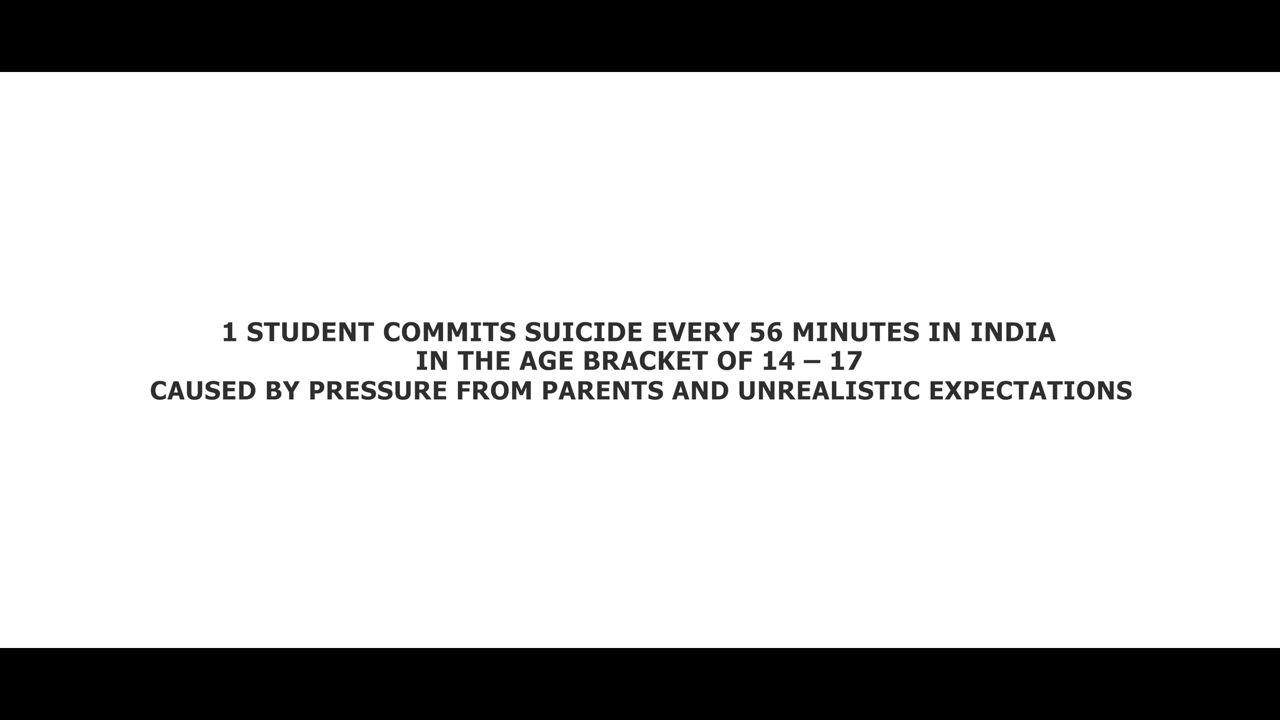 1 STUDENT COMMITS SUICIDE EVERY 56 MINUTES IN INDIA
IN THE AGE BRACKET OF 14 – 17
CAUSED BY PRESSURE FROM PARENTS AND UNREALISTIC EXPECTATIONS